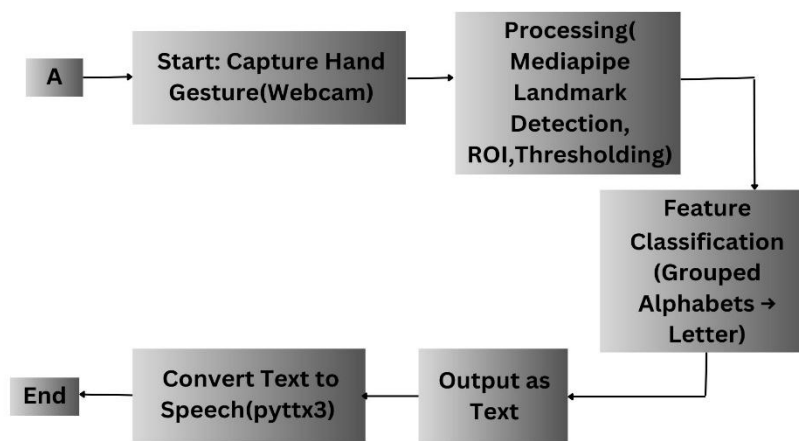 A
Start: Capture Hand
Gesture(Webcam)
Processing(
Mediapipe
Landmark
Detection,
ROI,Thresholding)
Feature
Classification
(Grouped
Alphabets →
Letter)
Output as
Text
Convert Text to
Speech(pyttx3)
End